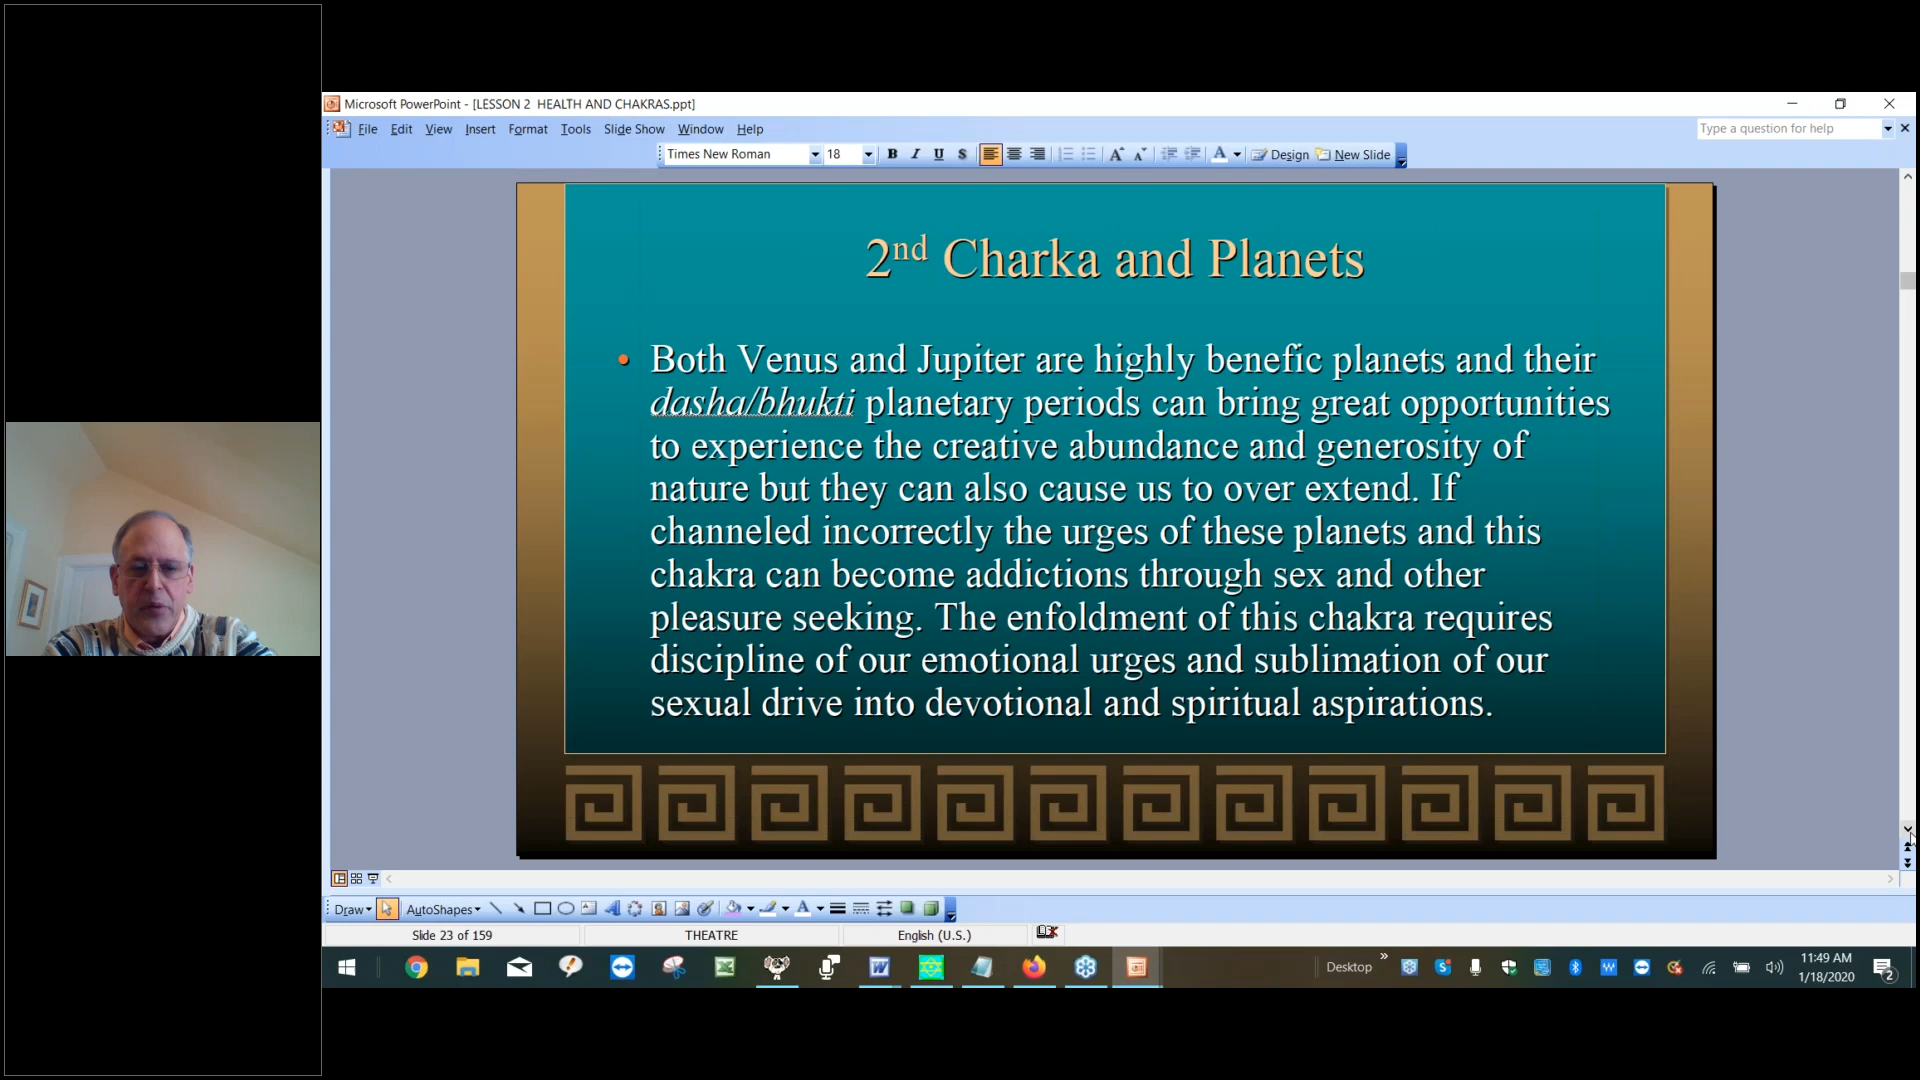 Microsoft PowerPoint - [LESSON 2 HEALTH AND CHAKRAS.ppt]
File Edit View Insert Format Tools Slide Show Window Help
Type a question for help
Times New Roman 18 B I U S A A A Design New Slide
2nd Charka and Planets
• Both Venus and Jupiter are highly benefic planets and their
dasha/bhukti planetary periods can bring great opportunities
to experience the creative abundance and generosity of
nature but they can also cause us to over extend. If
channeled incorrectly the urges of these planets and this
chakra can become addictions through sex and other
pleasure seeking. The enfoldment of this chakra requires
discipline of our emotional urges and sublimation of our
sexual drive into devotional and spiritual aspirations.
Draw AutoShapes A
Slide 23 of 159 THEATRE English (U.S.)
Desktop
11:49 AM
1/18/2020
2